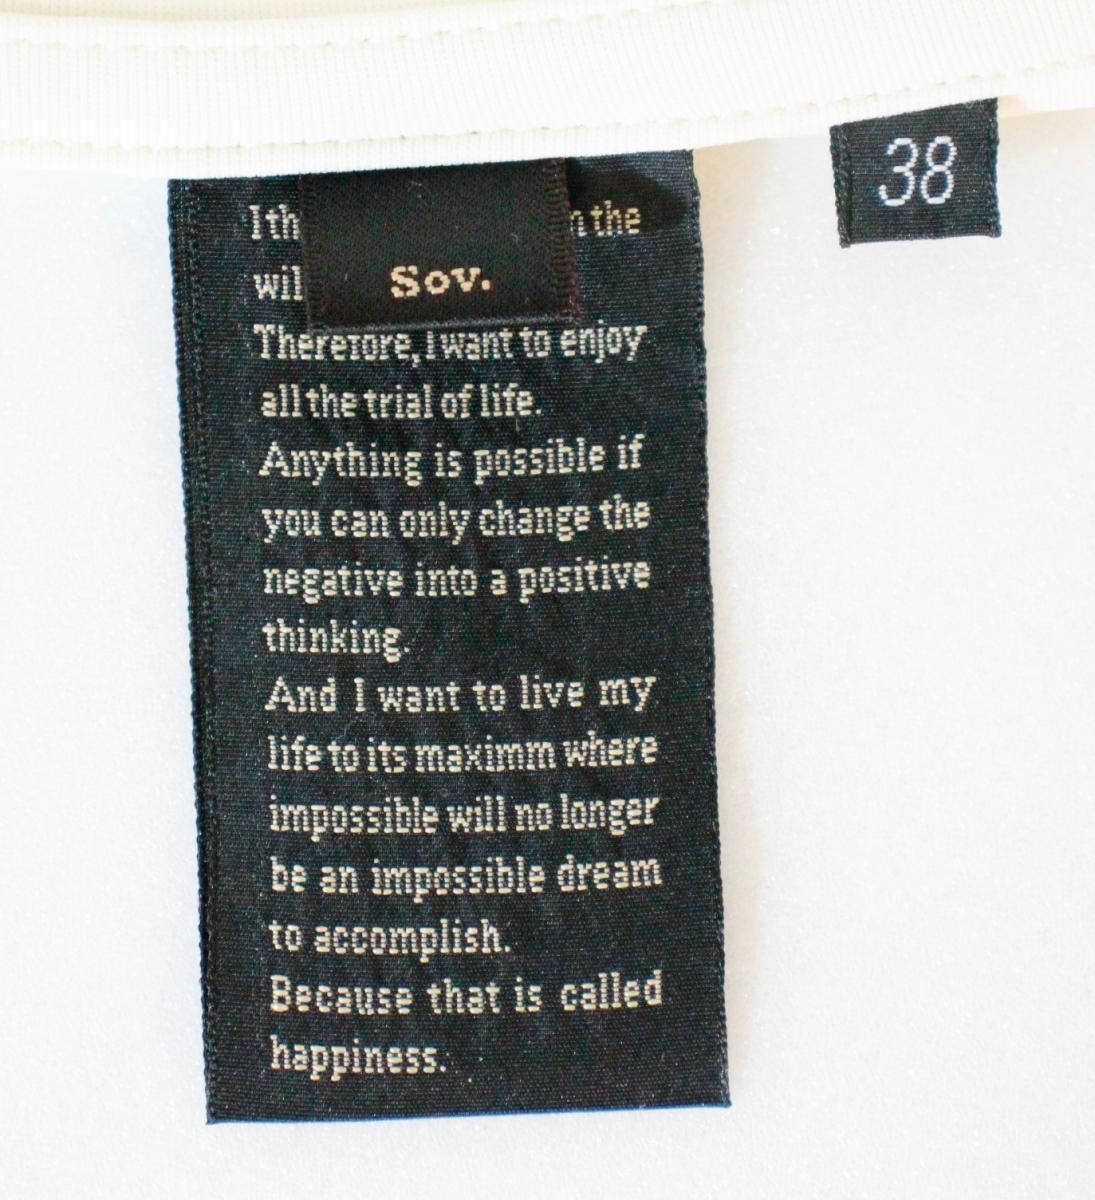 Sov.
38
the
Therefore, I want to enjoy
all the trial of life.
Anything is possible if
you can only change the
negative into a positive
thinking.
And I want to live my
life to its maximm where
impossible will no longer
be an impossible dream
to accomplish.
Because that is called
happiness.